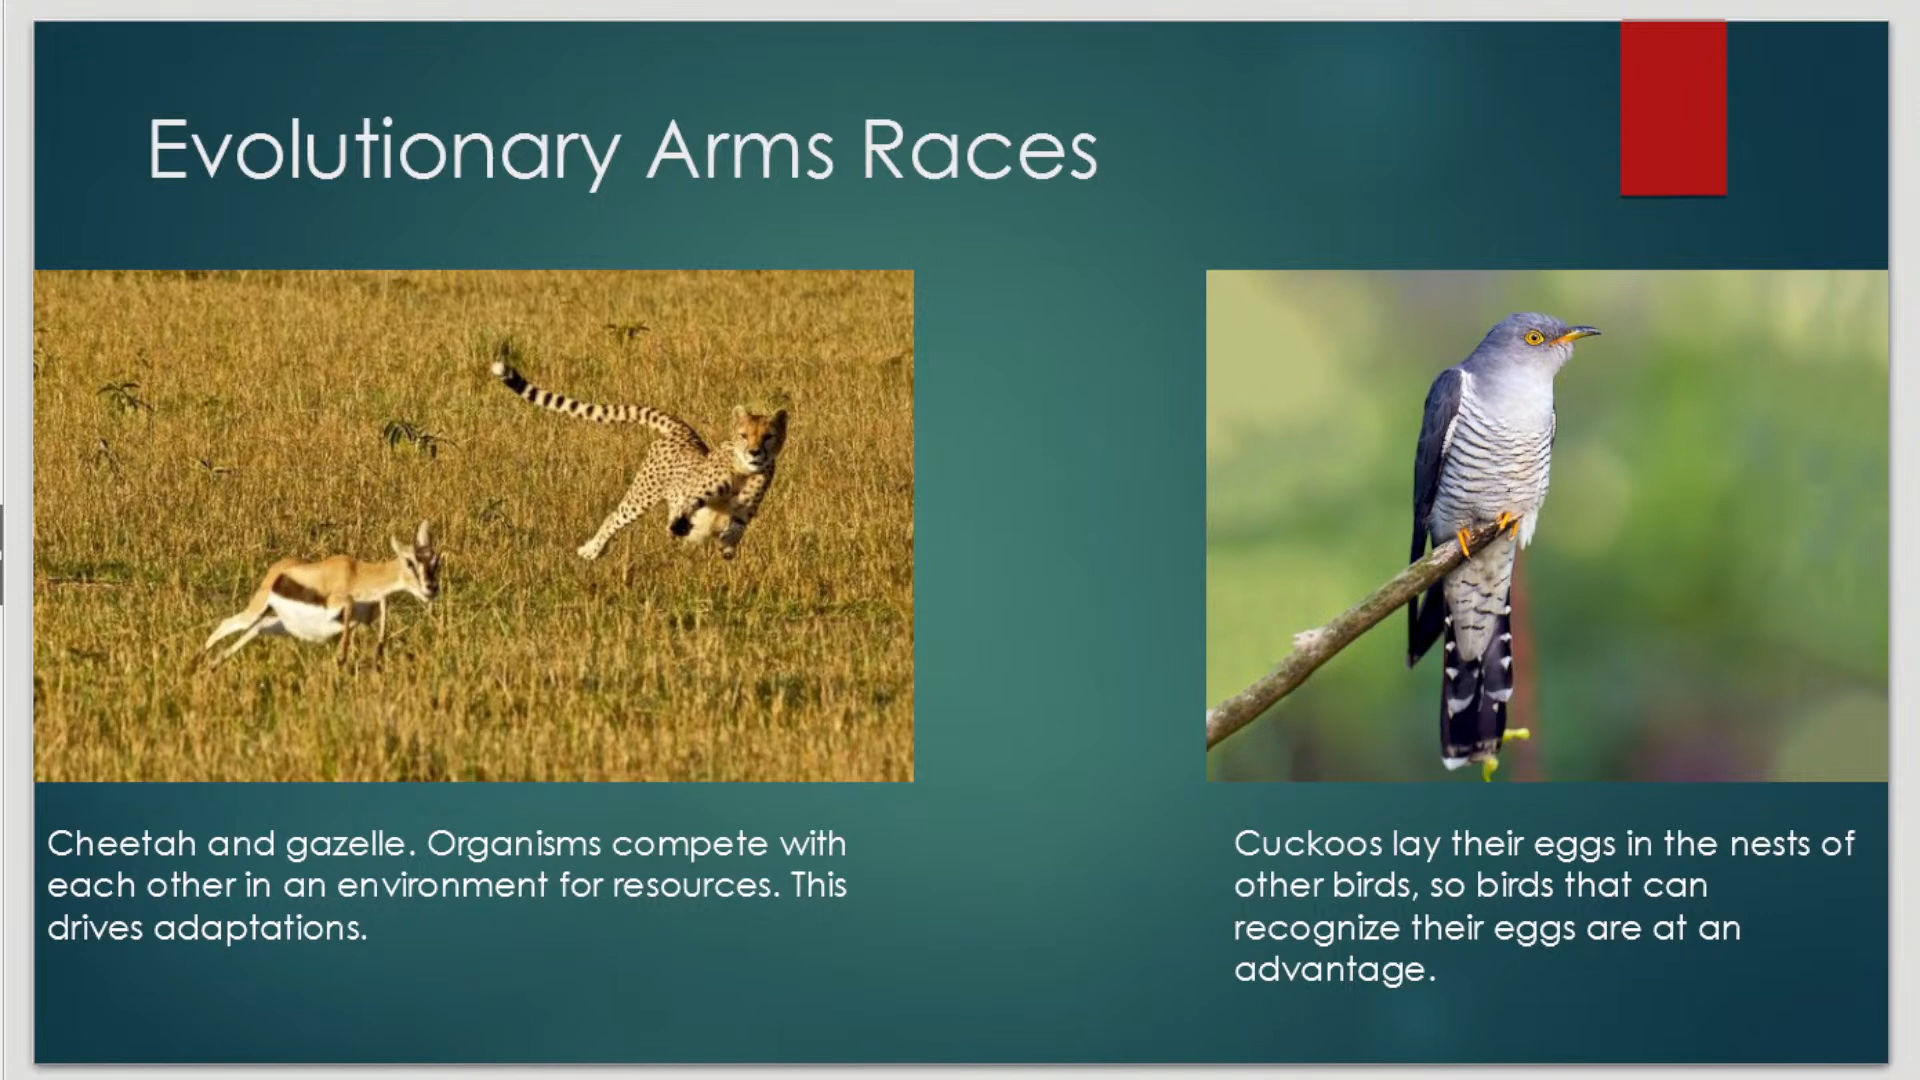 Evolutionary Arms Races
Cheetah and gazelle. Organisms compete with
each other in an environment for resources. This
drives adaptations.
Cuckoos lay their eggs in the nests of
other birds, so birds that can
recognize their eggs are at an
advantage.